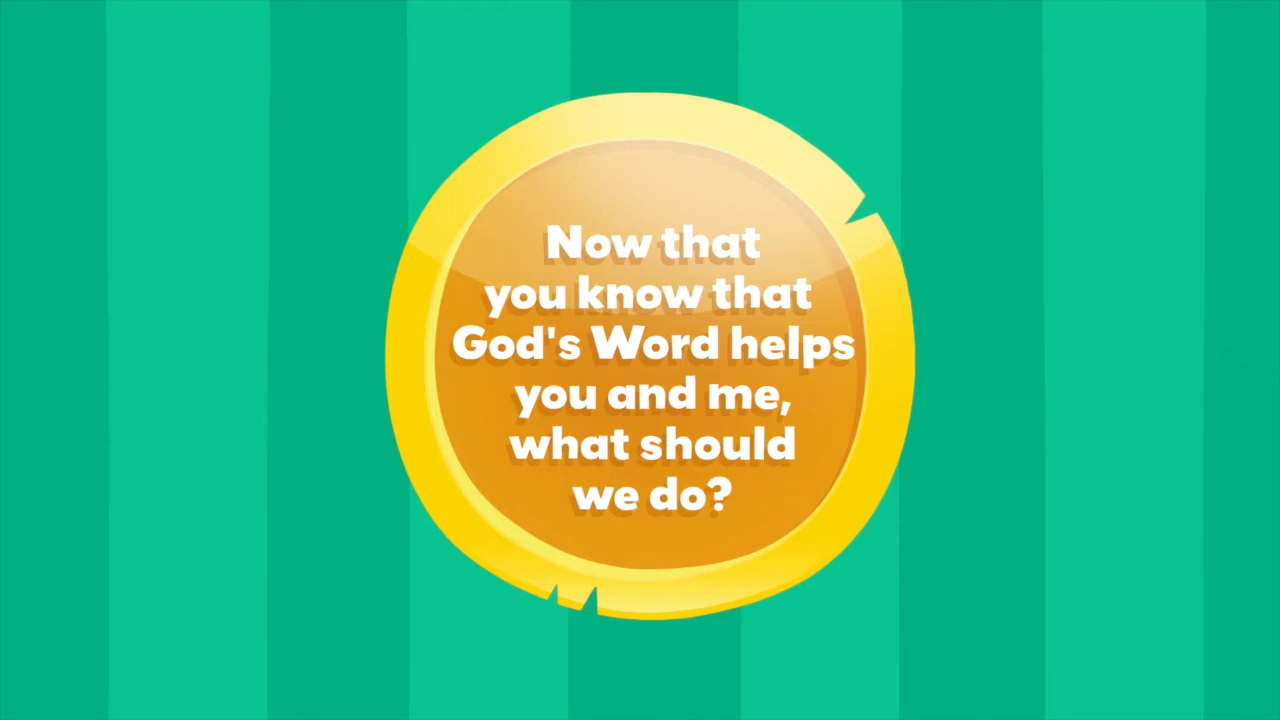 Now that
you know that
God's Word helps
you and me,
what should
we do?